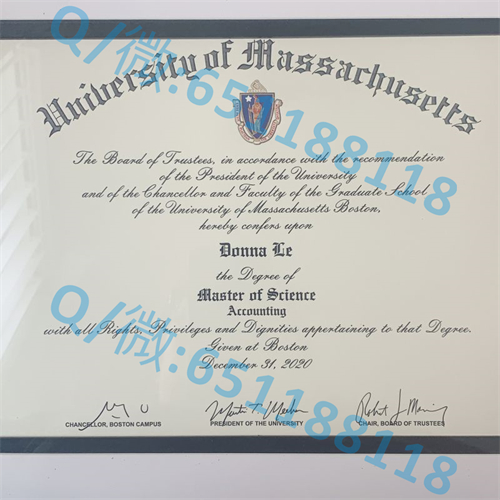 University of Massachusetts
The Board of Trustees, in accordance with the recommendation
of the President of the University
and of the Chancellor and Faculty of the Graduate School
of the University of Massachusetts Boston,
hereby confers upon
Donna Le
the Degree of
Master of Science
Accounting
with all Rights, Privileges and Dignities appertaining to that Degree.
Given at Boston
December 31, 2020
CHANCELLOR, BOSTON CAMPUS
PRESIDENT OF THE UNIVERSITY
CHAIR, BOARD OF TRUSTEES
Q/微:651188118
Q/微:651188118